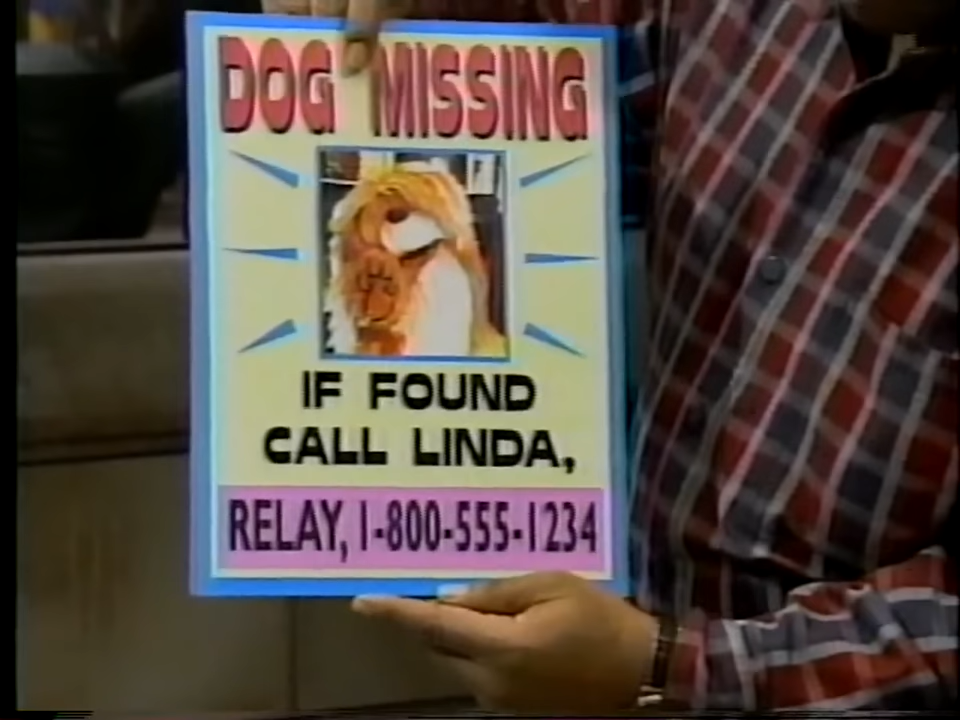 DOG MISSING
IF FOUND
CALL LINDA,
RELAY, 1-800-555-1234